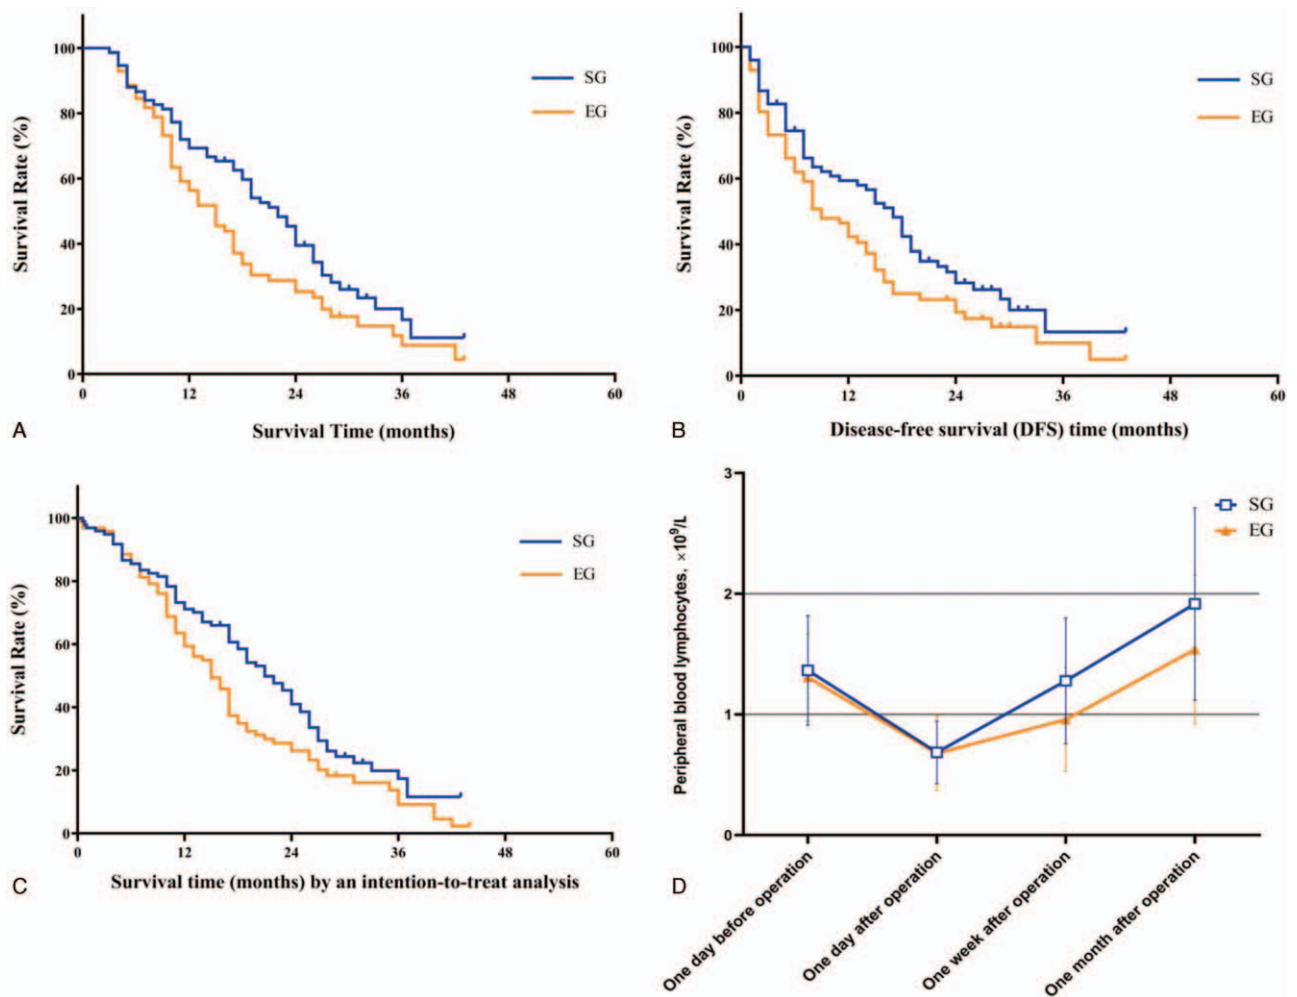 SG
EG
Survival Rate (%)
100
80
60
40
20
0
0 12 24 36 48 60
A
Survival Time (months)
SG
EG
Survival Rate (%)
100
80
60
40
20
0
0 12 24 36 48 60
B
Disease-free survival (DFS) time (months)
SG
EG
Survival Rate (%)
100
80
60
40
20
0
0 12 24 36 48 60
C
Survival time (months) by an intention-to-treat analysis
SG
EG
Peripheral blood lymphocytes, ×10⁹/L
3
2
1
0
D
One day before operation
One day after operation
One week after operation
One month after operation